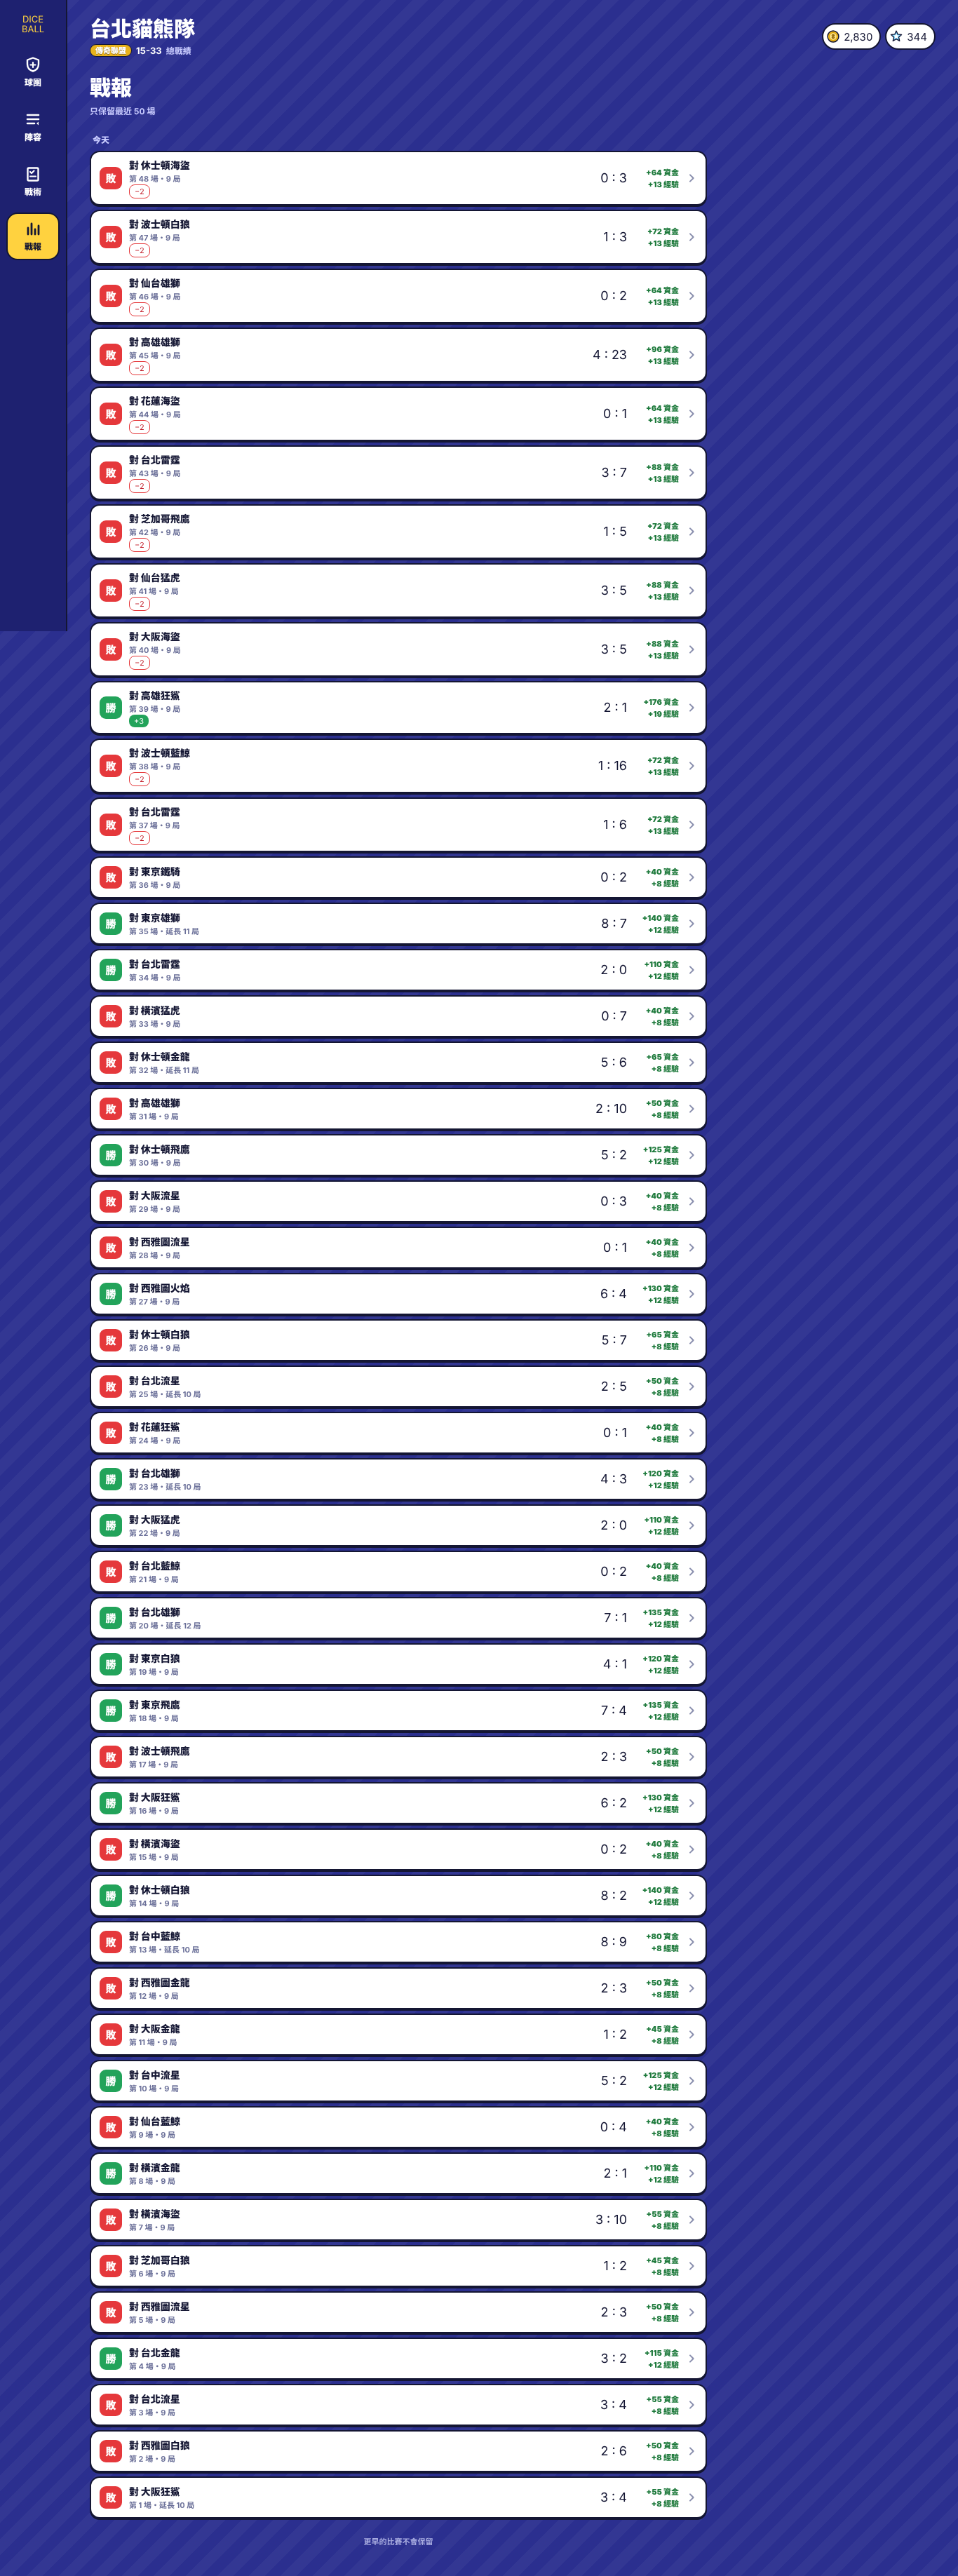 DICE
BALL
球團
陣容
戰術
戰報
台北貓熊隊
傳奇聯盟 15-33 總戰績
2,830
344
戰報
只保留最近 50 場
今天
敗 對 休士頓海盜 0 : 3 +64 賞金
第 48 場・9 局 +13 經驗
−2
敗 對 波士頓白狼 1 : 3 +72 賞金
第 47 場・9 局 +13 經驗
−2
敗 對 仙台雄獅 0 : 2 +64 賞金
第 46 場・9 局 +13 經驗
−2
敗 對 高雄雄獅 4 : 23 +96 賞金
第 45 場・9 局 +13 經驗
−2
敗 對 花蓮海盜 0 : 1 +64 賞金
第 44 場・9 局 +13 經驗
−2
敗 對 台北雷霆 3 : 7 +88 賞金
第 43 場・9 局 +13 經驗
−2
敗 對 芝加哥飛鷹 1 : 5 +72 賞金
第 42 場・9 局 +13 經驗
−2
敗 對 仙台猛虎 3 : 5 +88 賞金
第 41 場・9 局 +13 經驗
−2
敗 對 大阪海盜 3 : 5 +88 賞金
第 40 場・9 局 +13 經驗
−2
勝 對 高雄狂鯊 2 : 1 +176 賞金
第 39 場・9 局 +19 經驗
+3
敗 對 波士頓藍鯨 1 : 16 +72 賞金
第 38 場・9 局 +13 經驗
−2
敗 對 台北雷霆 1 : 6 +72 賞金
第 37 場・9 局 +13 經驗
−2
敗 對 東京鐵騎 0 : 2 +40 賞金
第 36 場・9 局 +8 經驗
勝 對 東京雄獅 8 : 7 +140 賞金
第 35 場・延長 11 局 +12 經驗
勝 對 台北雷霆 2 : 0 +110 賞金
第 34 場・9 局 +12 經驗
敗 對 橫濱猛虎 0 : 7 +40 賞金
第 33 場・9 局 +8 經驗
敗 對 休士頓金龍 5 : 6 +65 賞金
第 32 場・延長 11 局 +8 經驗
敗 對 高雄雄獅 2 : 10 +50 賞金
第 31 場・9 局 +8 經驗
勝 對 休士頓飛鷹 5 : 2 +125 賞金
第 30 場・9 局 +12 經驗
敗 對 大阪流星 0 : 3 +40 賞金
第 29 場・9 局 +8 經驗
敗 對 西雅圖流星 0 : 1 +40 賞金
第 28 場・9 局 +8 經驗
勝 對 西雅圖火焰 6 : 4 +130 賞金
第 27 場・9 局 +12 經驗
敗 對 休士頓白狼 5 : 7 +65 賞金
第 26 場・9 局 +8 經驗
敗 對 台北流星 2 : 5 +50 賞金
第 25 場・延長 10 局 +8 經驗
敗 對 花蓮狂鯊 0 : 1 +40 賞金
第 24 場・9 局 +8 經驗
勝 對 台北雄獅 4 : 3 +120 賞金
第 23 場・延長 10 局 +12 經驗
勝 對 大阪猛虎 2 : 0 +110 賞金
第 22 場・9 局 +12 經驗
敗 對 台北藍鯨 0 : 2 +40 賞金
第 21 場・9 局 +8 經驗
勝 對 台北雄獅 7 : 1 +135 賞金
第 20 場・延長 12 局 +12 經驗
勝 對 東京白狼 4 : 1 +120 賞金
第 19 場・9 局 +12 經驗
勝 對 東京飛鷹 7 : 4 +135 賞金
第 18 場・9 局 +12 經驗
敗 對 波士頓飛鷹 2 : 3 +50 賞金
第 17 場・9 局 +8 經驗
勝 對 大阪狂鯊 6 : 2 +130 賞金
第 16 場・9 局 +12 經驗
敗 對 橫濱海盜 0 : 2 +40 賞金
第 15 場・9 局 +8 經驗
勝 對 休士頓白狼 8 : 2 +140 賞金
第 14 場・9 局 +12 經驗
敗 對 台中藍鯨 8 : 9 +80 賞金
第 13 場・延長 10 局 +8 經驗
敗 對 西雅圖金龍 2 : 3 +50 賞金
第 12 場・9 局 +8 經驗
敗 對 大阪金龍 1 : 2 +45 賞金
第 11 場・9 局 +8 經驗
勝 對 台中流星 5 : 2 +125 賞金
第 10 場・9 局 +12 經驗
敗 對 仙台藍鯨 0 : 4 +40 賞金
第 9 場・9 局 +8 經驗
勝 對 橫濱金龍 2 : 1 +110 賞金
第 8 場・9 局 +12 經驗
敗 對 橫濱海盜 3 : 10 +55 賞金
第 7 場・9 局 +8 經驗
敗 對 芝加哥白狼 1 : 2 +45 賞金
第 6 場・9 局 +8 經驗
敗 對 西雅圖流星 2 : 3 +50 賞金
第 5 場・9 局 +8 經驗
勝 對 台北金龍 3 : 2 +115 賞金
第 4 場・9 局 +12 經驗
敗 對 台北流星 3 : 4 +55 賞金
第 3 場・9 局 +8 經驗
敗 對 西雅圖白狼 2 : 6 +50 賞金
第 2 場・9 局 +8 經驗
敗 對 大阪狂鯊 3 : 4 +55 賞金
第 1 場・延長 10 局 +8 經驗
更早的比賽不會保留